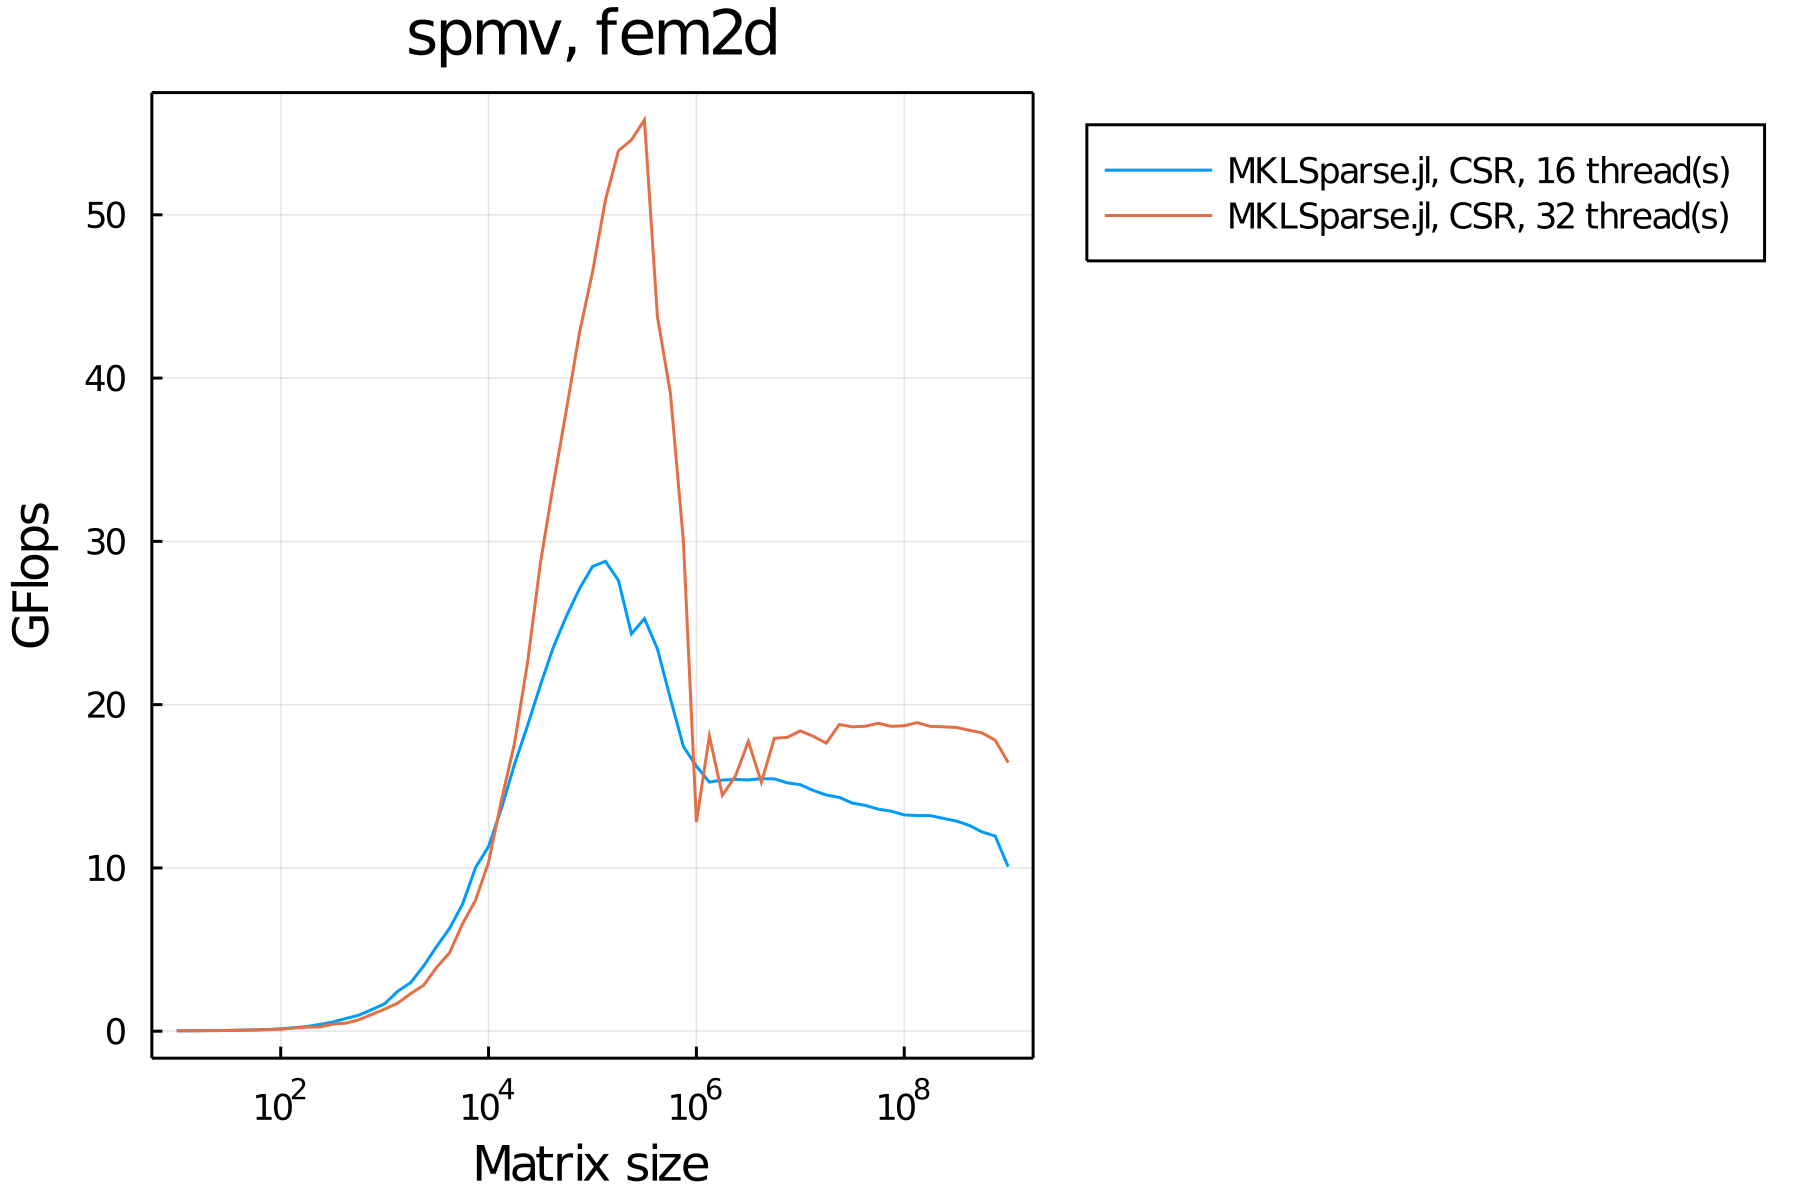 spmv, fem2d
MKLSparse.jl, CSR, 16 thread(s)
MKLSparse.jl, CSR, 32 thread(s)
GFlops
50
40
30
20
10
0
10^2 10^4 10^6 10^8
Matrix size